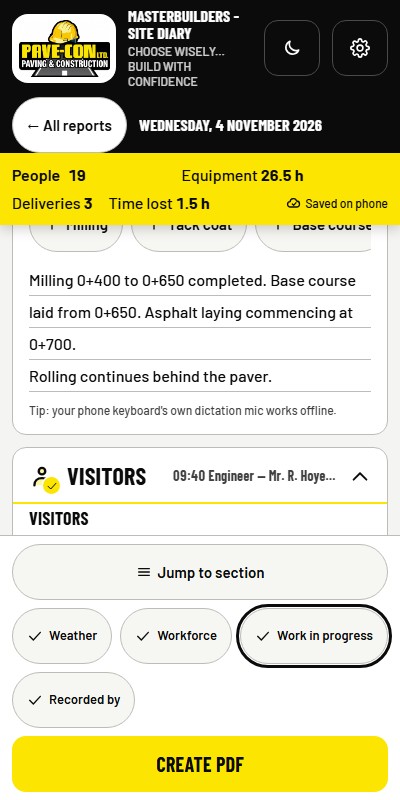 PAVE-CON LTD.
PAVING & CONSTRUCTION
MASTERBUILDERS –
SITE DIARY
CHOOSE WISELY...
BUILD WITH
CONFIDENCE
← All reports
WEDNESDAY, 4 NOVEMBER 2026
People 19
Equipment 26.5 h
Deliveries 3
Time lost 1.5 h
Saved on phone
Milling
Tack coat
Base course
Milling 0+400 to 0+650 completed. Base course
laid from 0+650. Asphalt laying commencing at
0+700.
Rolling continues behind the paver.
Tip: your phone keyboard's own dictation mic works offline.
VISITORS
09:40 Engineer – Mr. R. Hoye...
VISITORS
Jump to section
Weather
Workforce
Work in progress
Recorded by
CREATE PDF